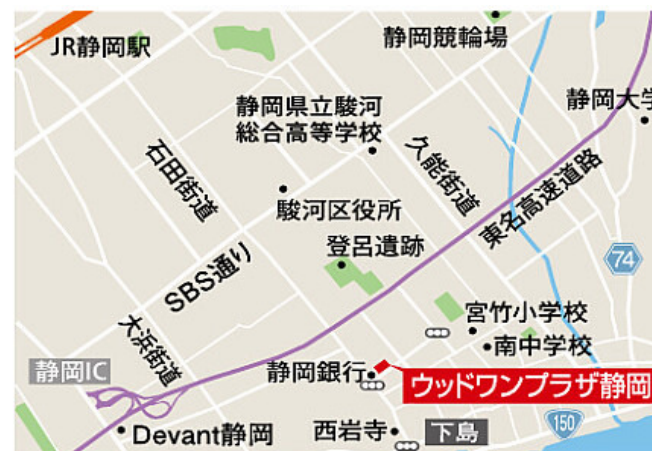 JR静岡駅
静岡競輪場
静岡県立駿河
総合高等学校
静岡大学
石田街道
久能街道
駿河区役所
東名高速道路
登呂遺跡
SBS通り
74
大浜街道
宮竹小学校
南中学校
静岡IC
静岡銀行
ウッドワンプラザ静岡
150
Devant静岡
西岩寺
下島